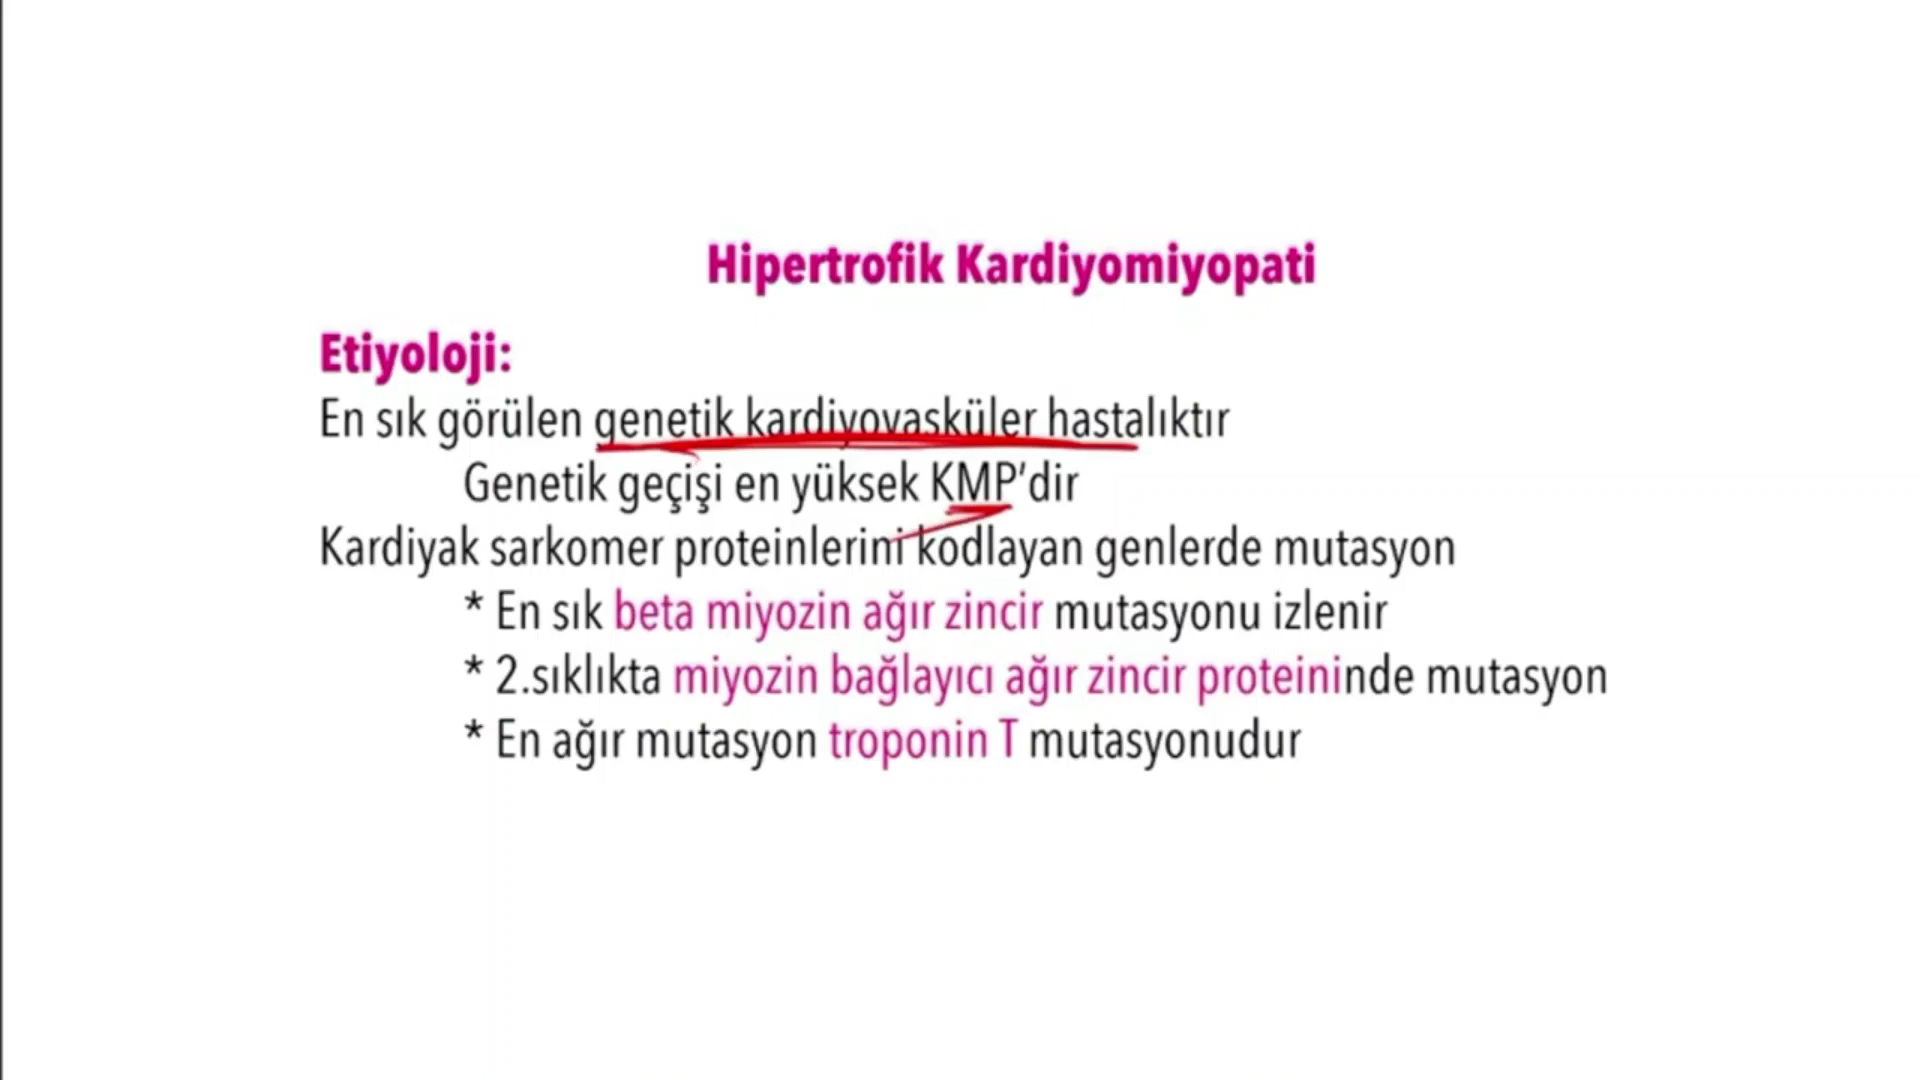 Hipertrofik Kardiyomiyopati
Etiyoloji:
En sık görülen genetik kardiyovasküler hastalıktır
Genetik geçişi en yüksek KMP'dir
Kardiyak sarkomer proteinlerini kodlayan genlerde mutasyon
* En sık beta miyozin ağır zincir mutasyonu izlenir
* 2.sıklıkta miyozin bağlayıcı ağır zincir proteininde mutasyon
* En ağır mutasyon troponin T mutasyonudur